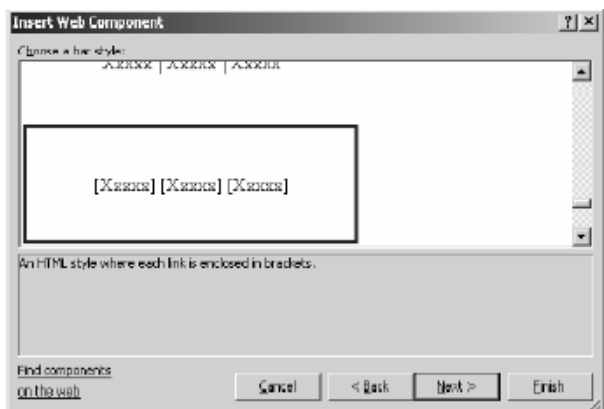 Insert Web Component
Choose a bar style:
Xxxxx | Xxxxx | Xxxxx
[Xxxxx] [Xxxxx] [Xxxxx]
An HTML style where each link is enclosed in brackets.
Find components
on the web
Cancel
< Back
Next >
Finish